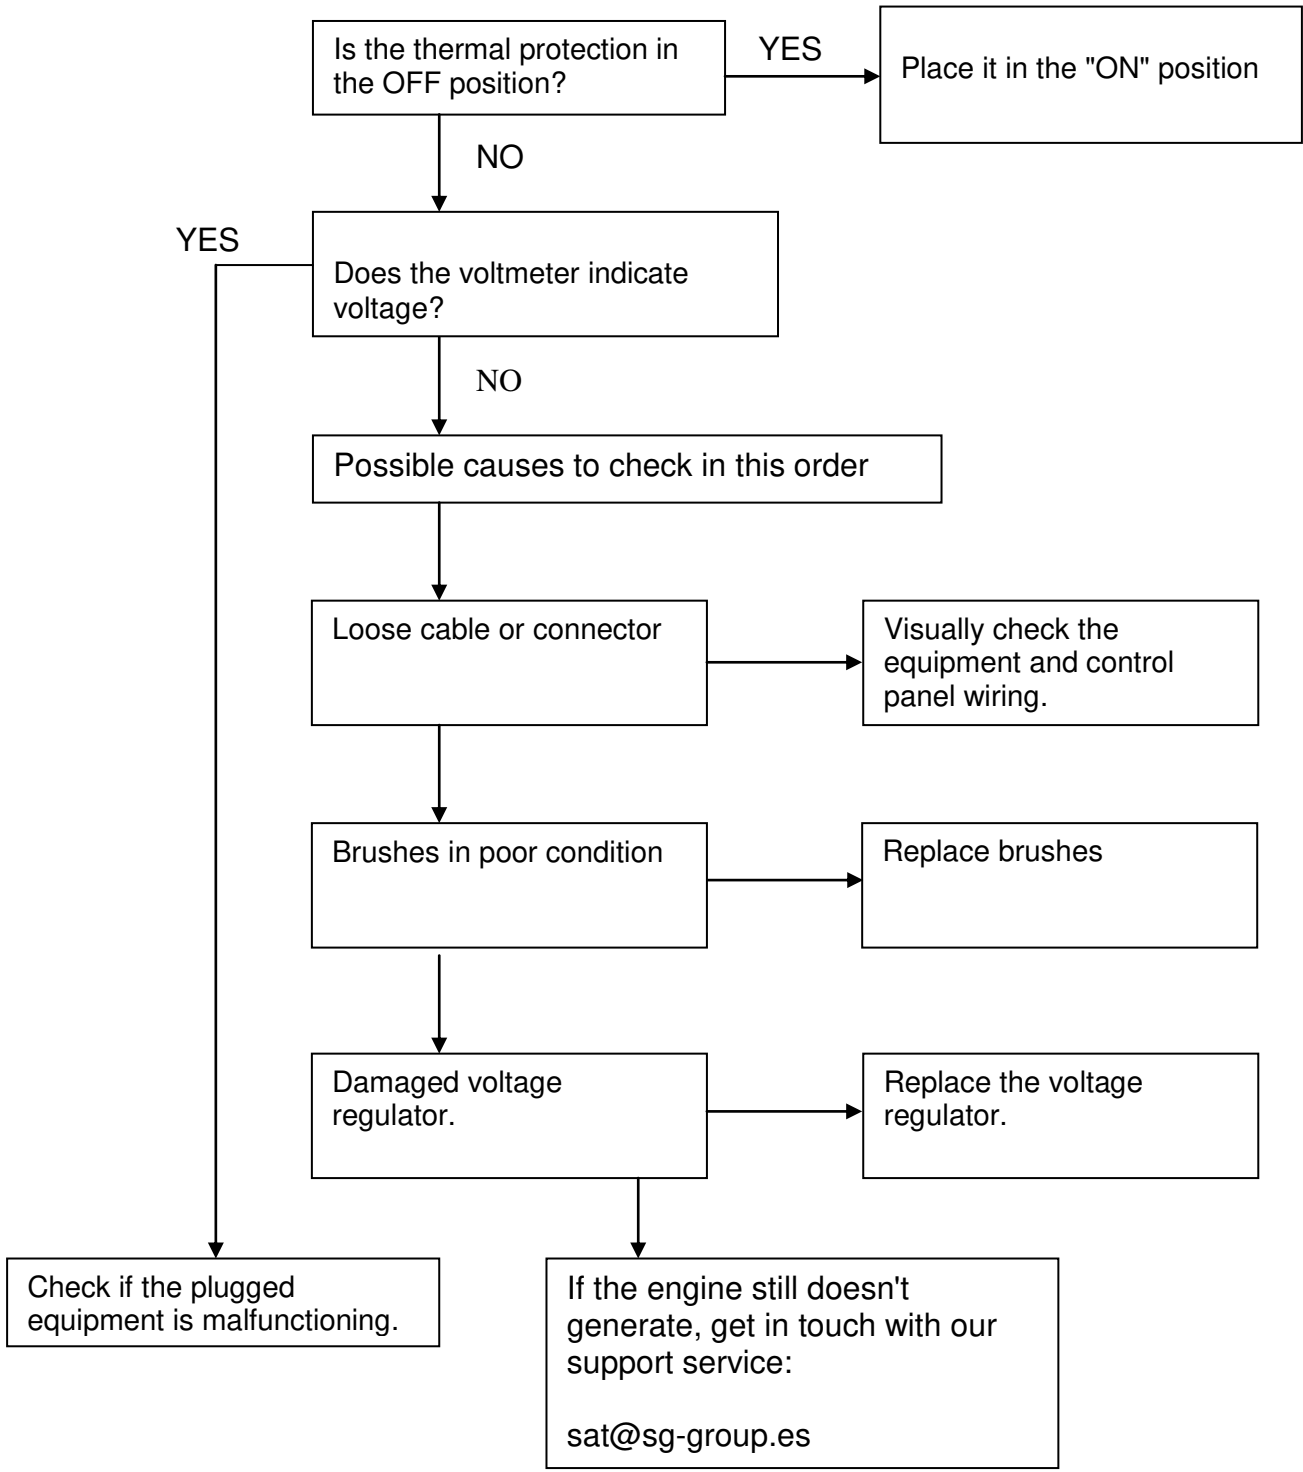 Is the thermal protection in
the OFF position?
YES
Place it in the "ON" position
NO
YES
Does the voltmeter indicate
voltage?
NO
Possible causes to check in this order
Loose cable or connector
Visually check the
equipment and control
panel wiring.
Brushes in poor condition
Replace brushes
Damaged voltage
regulator.
Replace the voltage
regulator.
Check if the plugged
equipment is malfunctioning.
If the engine still doesn't
generate, get in touch with our
support service:
sat@sg-group.es